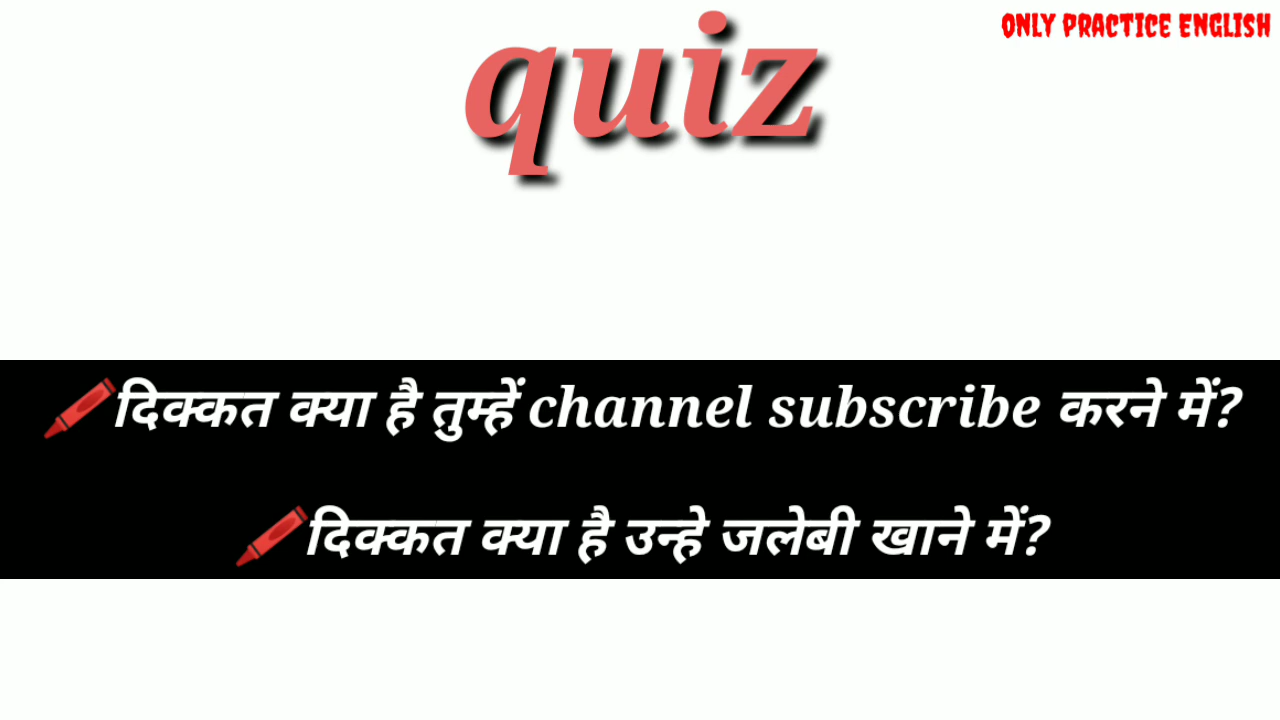 ONLY PRACTICE ENGLISH
quiz
दिक्कत क्या है तुम्हें channel subscribe करने में?
दिक्कत क्या है उन्हे जलेबी खाने में?